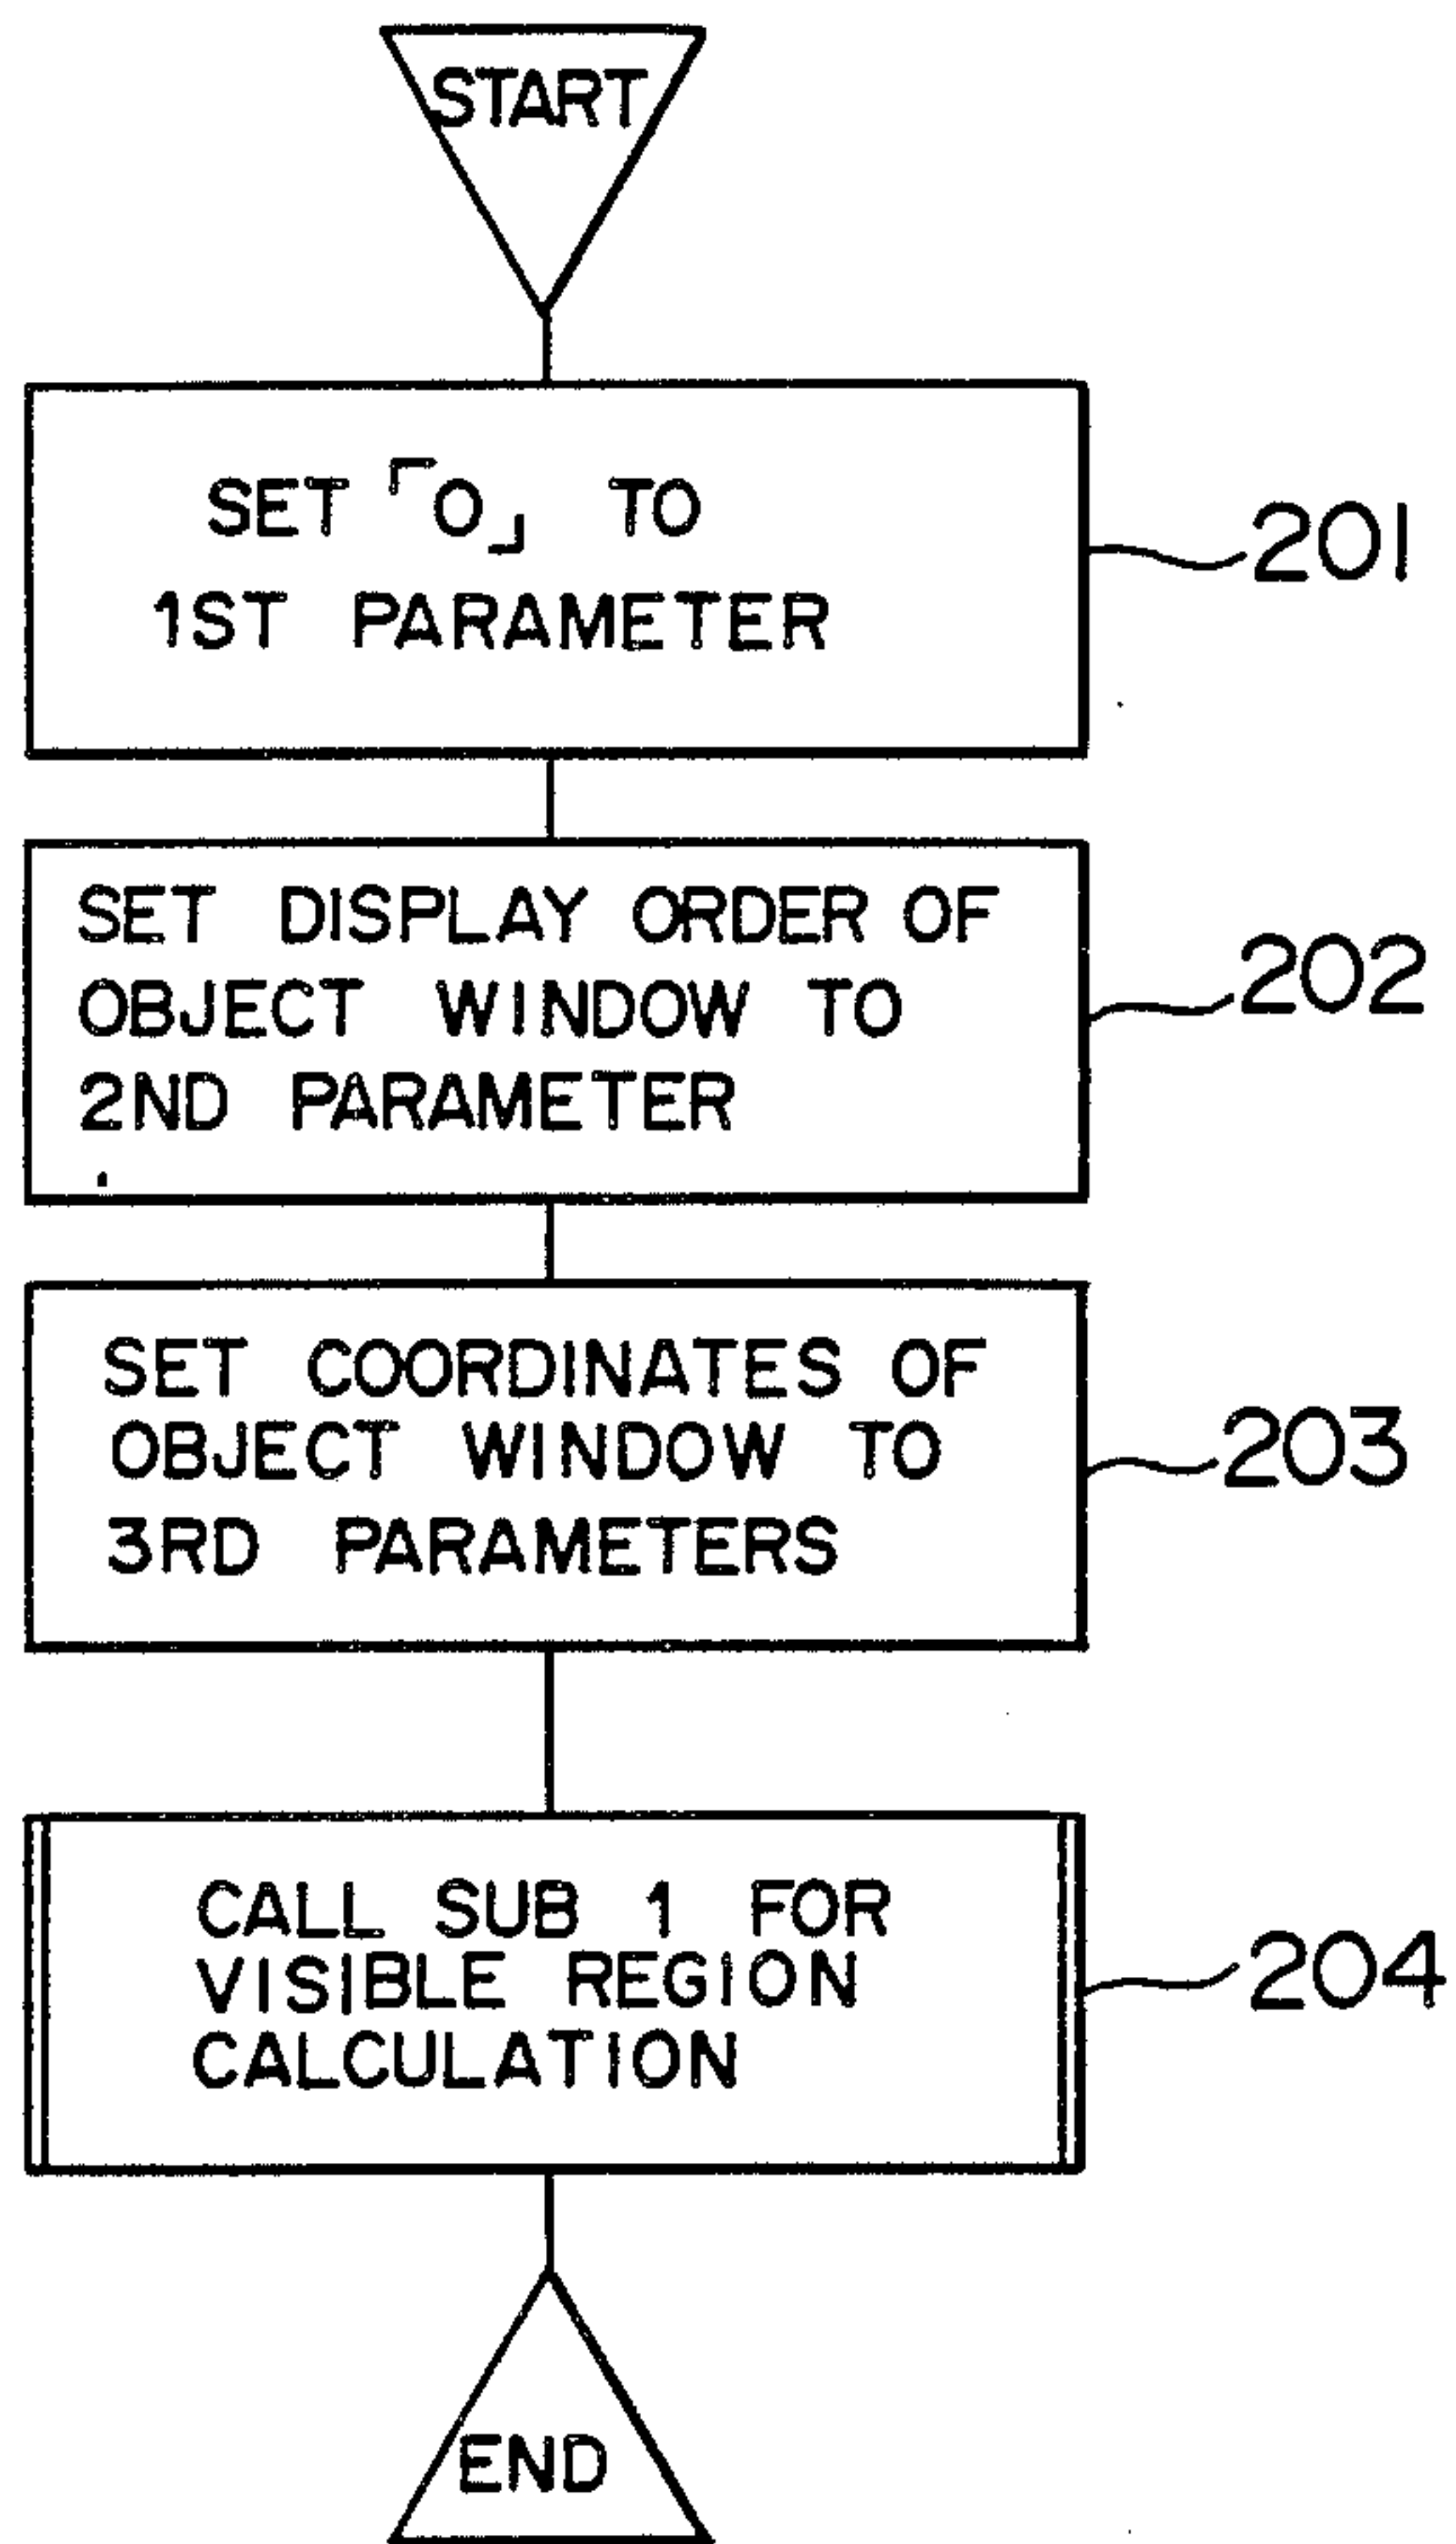 START
SET 「0」 TO
1ST PARAMETER
201
SET DISPLAY ORDER OF
OBJECT WINDOW TO
2ND PARAMETER
202
SET COORDINATES OF
OBJECT WINDOW TO
3RD PARAMETERS
203
CALL SUB 1 FOR
VISIBLE REGION
CALCULATION
204
END